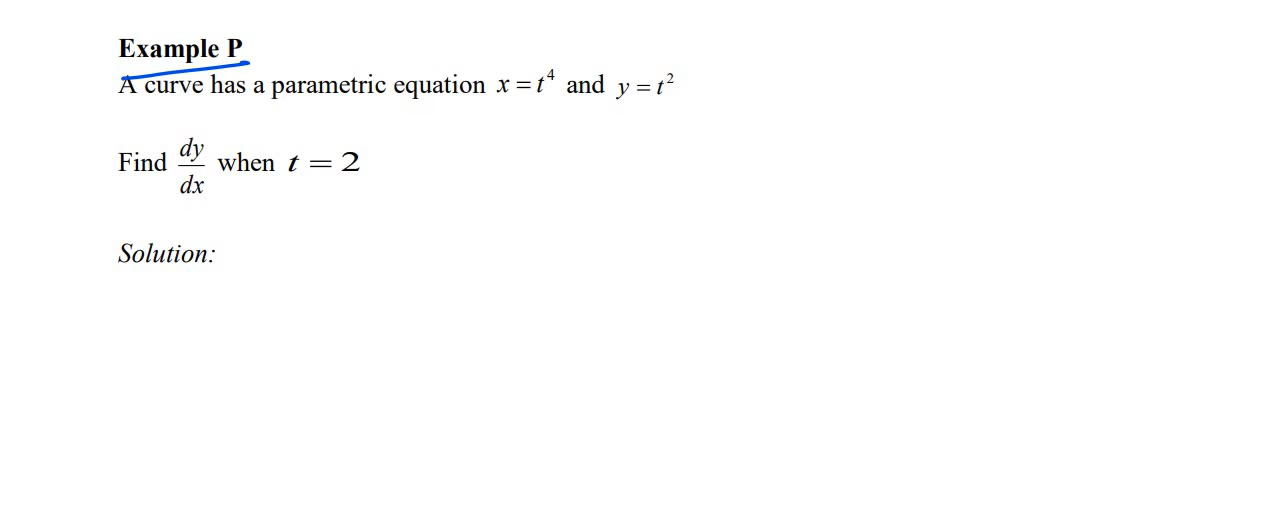 Example P
A curve has a parametric equation x = t⁴ and y = t²
Find dy/dx when t = 2
Solution: